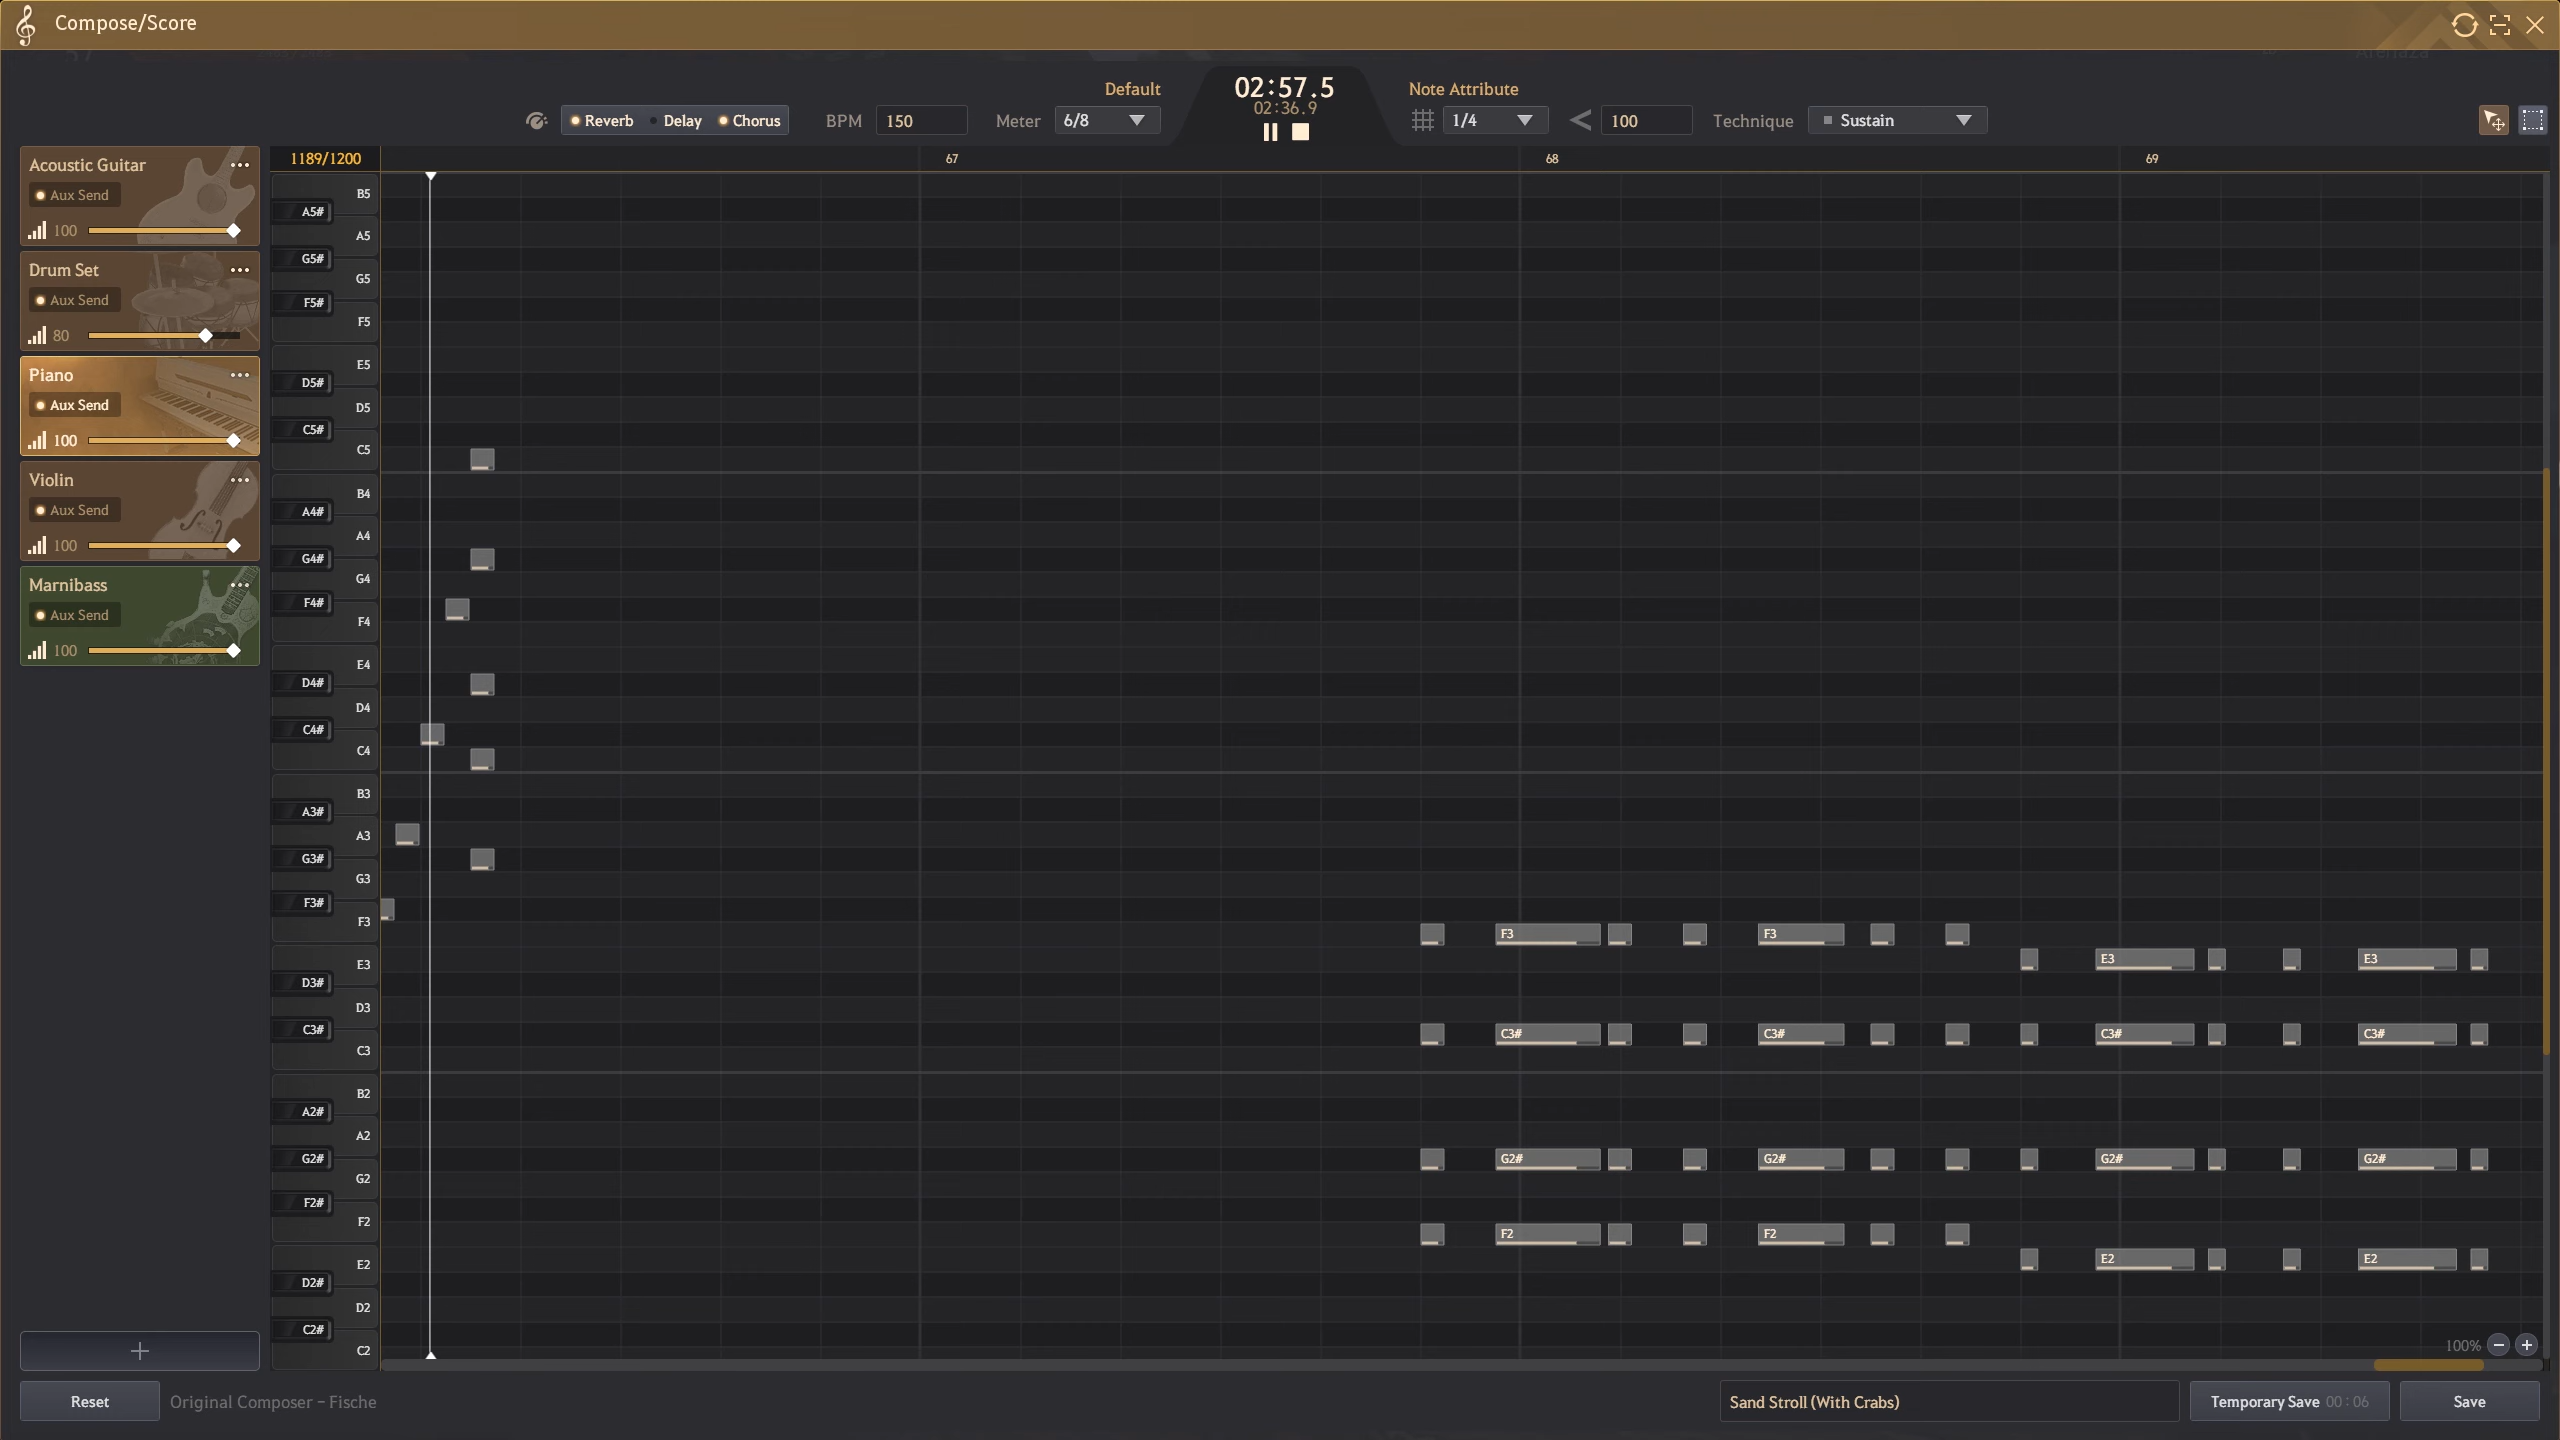 Compose/Score
Default
02:57.5
02:36.9
Note Attribute
Reverb Delay Chorus
BPM 150
Meter 6/8
1/4
100
Technique Sustain
1189/1200
67 68 69
Acoustic Guitar
Aux Send
100
Drum Set
Aux Send
80
Piano
Aux Send
100
Violin
Aux Send
100
Marnibass
Aux Send
100
B5
A5#
A5
G5#
G5
F5#
F5
E5
D5#
D5
C5#
C5
B4
A4#
A4
G4#
G4
F4#
F4
E4
D4#
D4
C4#
C4
B3
A3#
A3
G3#
G3
F3#
F3
F3 F3
E3
E3 E3
D3#
D3
C3#
C3# C3# C3# C3#
C3
B2
A2#
A2
G2#
G2# G2# G2# G2#
G2
F2#
F2
F2 F2
E2
E2 E2
D2#
D2
C2#
C2
100%
Reset
Original Composer - Fische
Sand Stroll (With Crabs)
Temporary Save 00:06
Save